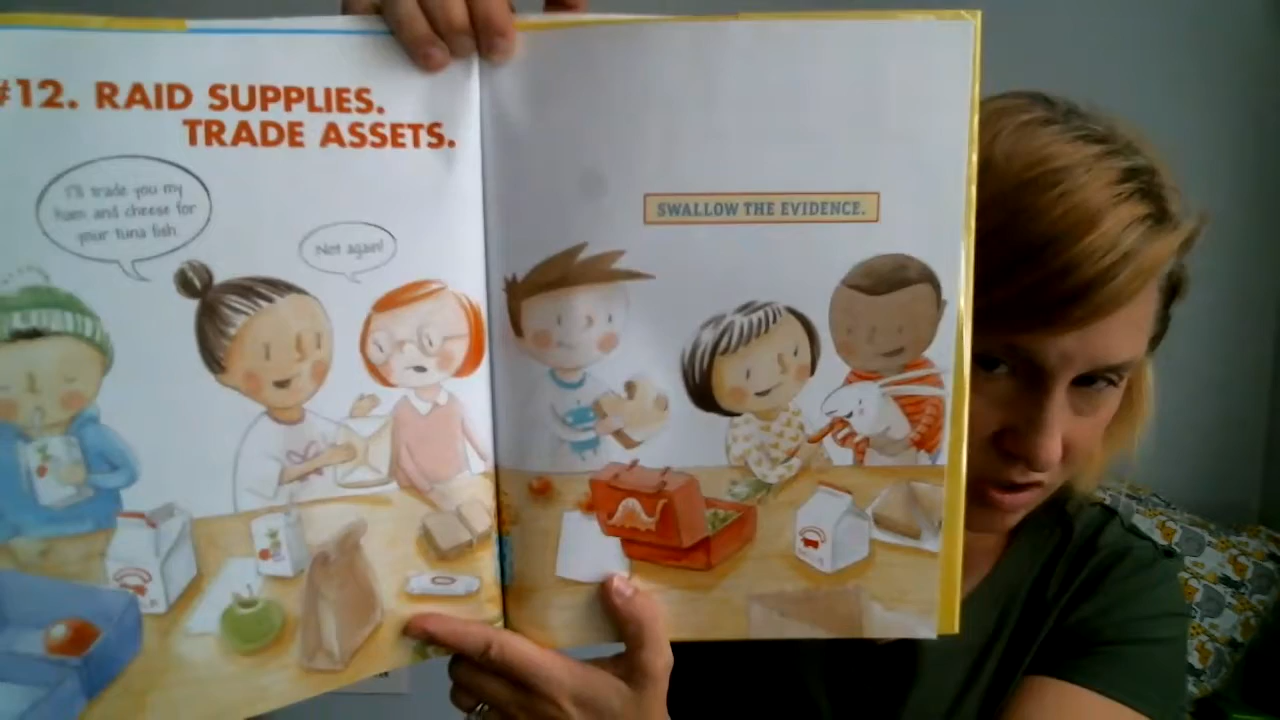 #12. RAID SUPPLIES.
TRADE ASSETS.
I'll trade you my
ham and cheese for
your tuna fish
Not again!
SWALLOW THE EVIDENCE.